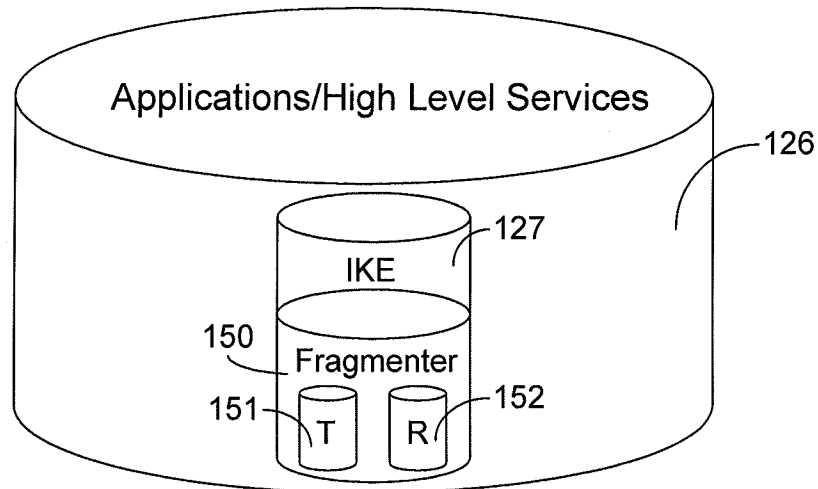 Applications/High Level Services
126
127
IKE
150
Fragmenter
151
T
R
152